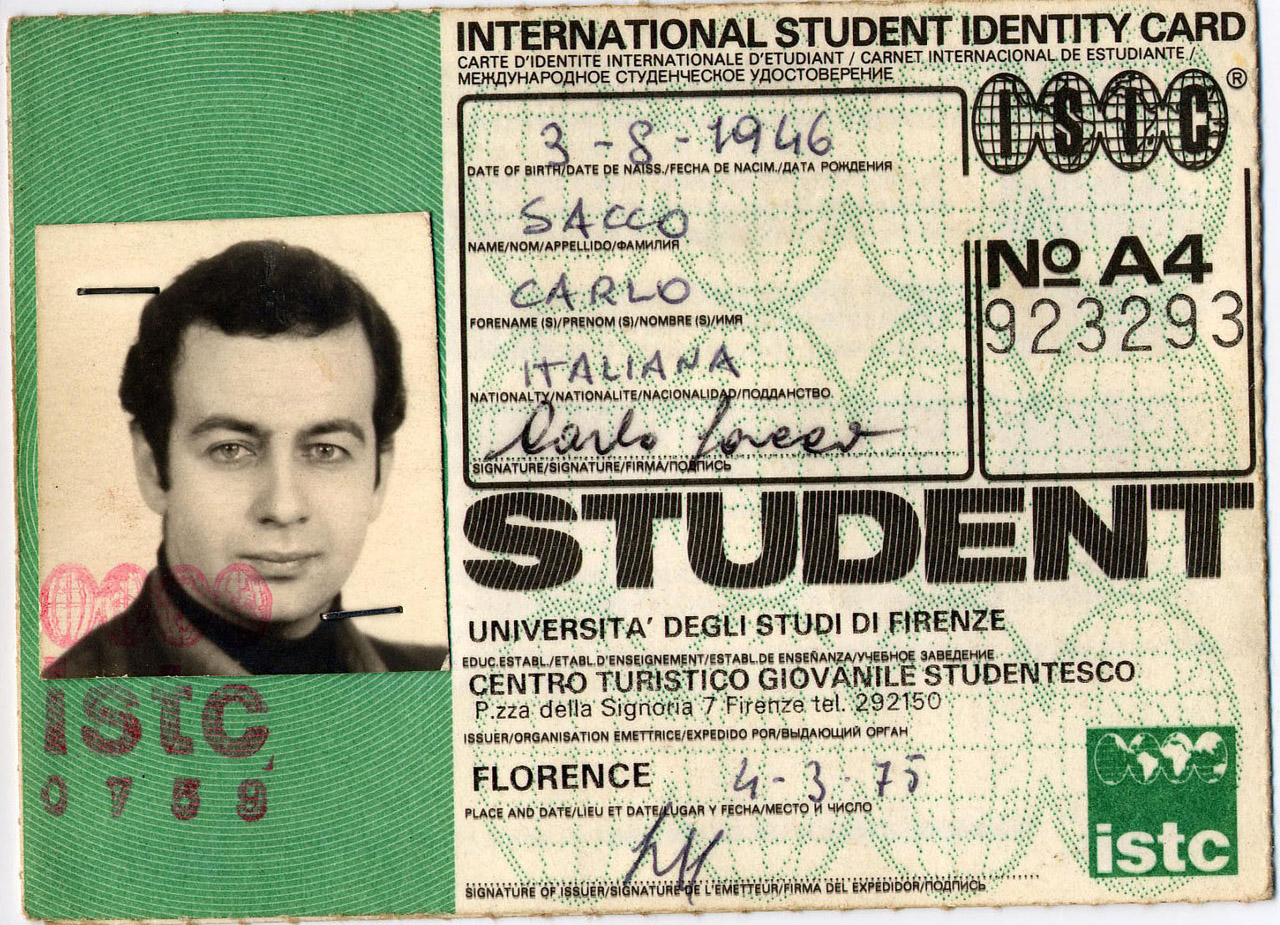 INTERNATIONAL STUDENT IDENTITY CARD
CARTE D'IDENTITE INTERNATIONALE D'ETUDIANT / CARNET INTERNACIONAL DE ESTUDIANTE /
МЕЖДУНАРОДНОЕ СТУДЕНЧЕСКОЕ УДОСТОВЕРЕНИЕ
ISIC®
3-8-1946
DATE OF BIRTH/DATE DE NAISS./FECHA DE NACIM./ДАТА РОЖДЕНИЯ
SACCO
NAME/NOM/APPELLIDO/ФАМИЛИЯ
CARLO
FORENAME (S)/PRENOM (S)/NOMBRE (S)/ИМЯ
ITALIANA
NATIONALTY/NATIONALITE/NACIONALIDAD/ПОДДАНСТВО
Carlo Sacco
SIGNATURE/SIGNATURE/FIRMA/ПОДПИСЬ
Nº A4
923293
STUDENT
UNIVERSITA' DEGLI STUDI DI FIRENZE
EDUC.ESTABL./ETABL.D'ENSEIGNEMENT/ESTABL.DE ENSEÑANZA/УЧЕБНОЕ ЗАВЕДЕНИЕ
CENTRO TURISTICO GIOVANILE STUDENTESCO
P.zza della Signoria 7 Firenze tel. 292150
ISSUER/ORGANISATION EMETTRICE/EXPEDIDO POR/ВЫДАЮЩИЙ ОРГАН
FLORENCE 4-3-75
PLACE AND DATE/LIEU ET DATE/LUGAR Y FECHA/МЕСТО И ЧИСЛО
SIGNATURE OF ISSUER/SIGNATURE DE L'EMETTEUR/FIRMA DEL EXPEDIDOR/ПОДПИСЬ
istc
istc